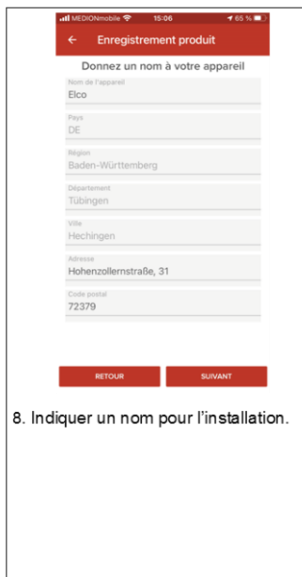 MEDIONmobile 15:06 65 %
← Enregistrement produit
Donnez un nom à votre appareil
Nom de l'appareil
Elco
Pays
DE
Région
Baden-Württemberg
Département
Tübingen
Ville
Hechingen
Adresse
Hohenzollernstraße, 31
Code postal
72379
RETOUR SUIVANT
8. Indiquer un nom pour l'installation.